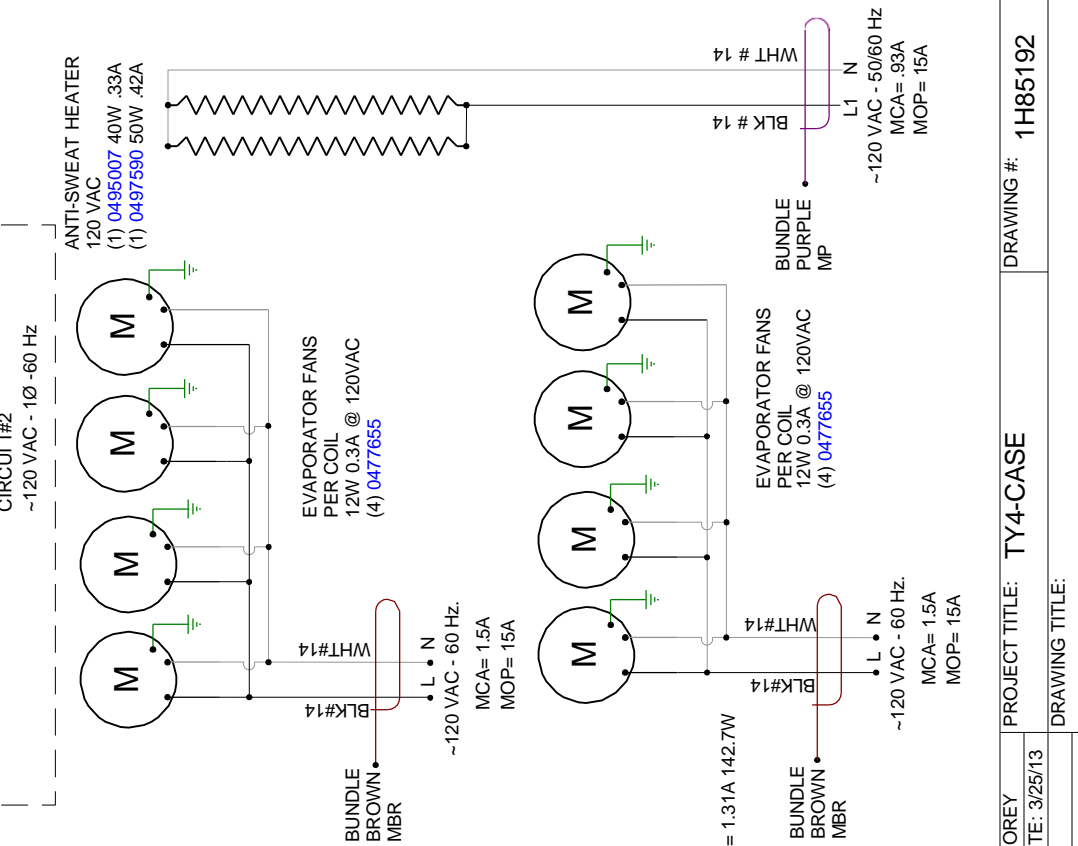 CIRCUIT#2
~120 VAC - 1Ø -60 Hz
ANTI-SWEAT HEATER
120 VAC
(1) 0495007 40W .33A
(1) 0497590 50W .42A
M
M
M
M
EVAPORATOR FANS
PER COIL
12W 0.3A @ 120VAC
(4) 0477655
WHT#14
BLK#14
L N
~120 VAC - 60 Hz.
MCA= 1.5A
MOP= 15A
BUNDLE
BROWN
MBR
WHT # 14
BLK # 14
L1 N
~120 VAC - 50/60 Hz
MCA= .93A
MOP= 15A
BUNDLE
PURPLE
MP
M
M
M
M
EVAPORATOR FANS
PER COIL
12W 0.3A @ 120VAC
(4) 0477655
WHT#14
BLK#14
L N
~120 VAC - 60 Hz.
MCA= 1.5A
MOP= 15A
BUNDLE
BROWN
MBR
= 1.31A 142.7W
OREY
TE: 3/25/13
PROJECT TITLE: TY4-CASE
DRAWING #: 1H85192
DRAWING TITLE: